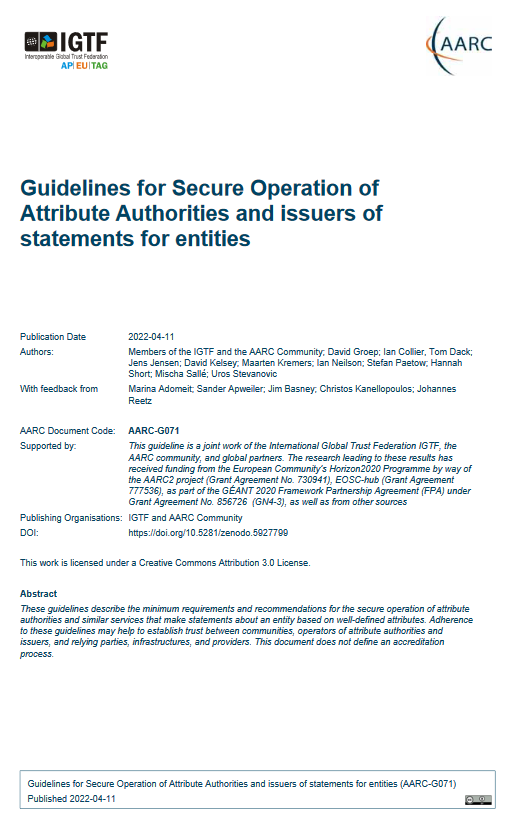 IGTF
Interoperable Global Trust Federation
AP|EU|TAG
AARC
Guidelines for Secure Operation of
Attribute Authorities and issuers of
statements for entities
Publication Date 2022-04-11
Authors: Members of the IGTF and the AARC Community; David Groep; Ian Collier, Tom Dack;
Jens Jensen; David Kelsey; Maarten Kremers; Ian Neilson; Stefan Paetow; Hannah
Short; Mischa Sallé; Uros Stevanovic
With feedback from Marina Adomeit; Sander Apweiler; Jim Basney; Christos Kanellopoulos; Johannes
Reetz
AARC Document Code: AARC-G071
Supported by: This guideline is a joint work of the International Global Trust Federation IGTF, the
AARC community, and global partners. The research leading to these results has
received funding from the European Community's Horizon2020 Programme by way of
the AARC2 project (Grant Agreement No. 730941), EOSC-hub (Grant Agreement
777536), as part of the GÉANT 2020 Framework Partnership Agreement (FPA) under
Grant Agreement No. 856726 (GN4-3), as well as from other sources
Publishing Organisations: IGTF and AARC Community
DOI: https://doi.org/10.5281/zenodo.5927799
This work is licensed under a Creative Commons Attribution 3.0 License.
Abstract
These guidelines describe the minimum requirements and recommendations for the secure operation of attribute
authorities and similar services that make statements about an entity based on well-defined attributes. Adherence
to these guidelines may help to establish trust between communities, operators of attribute authorities and
issuers, and relying parties, infrastructures, and providers. This document does not define an accreditation
process.
Guidelines for Secure Operation of Attribute Authorities and issuers of statements for entities (AARC-G071)
Published 2022-04-11